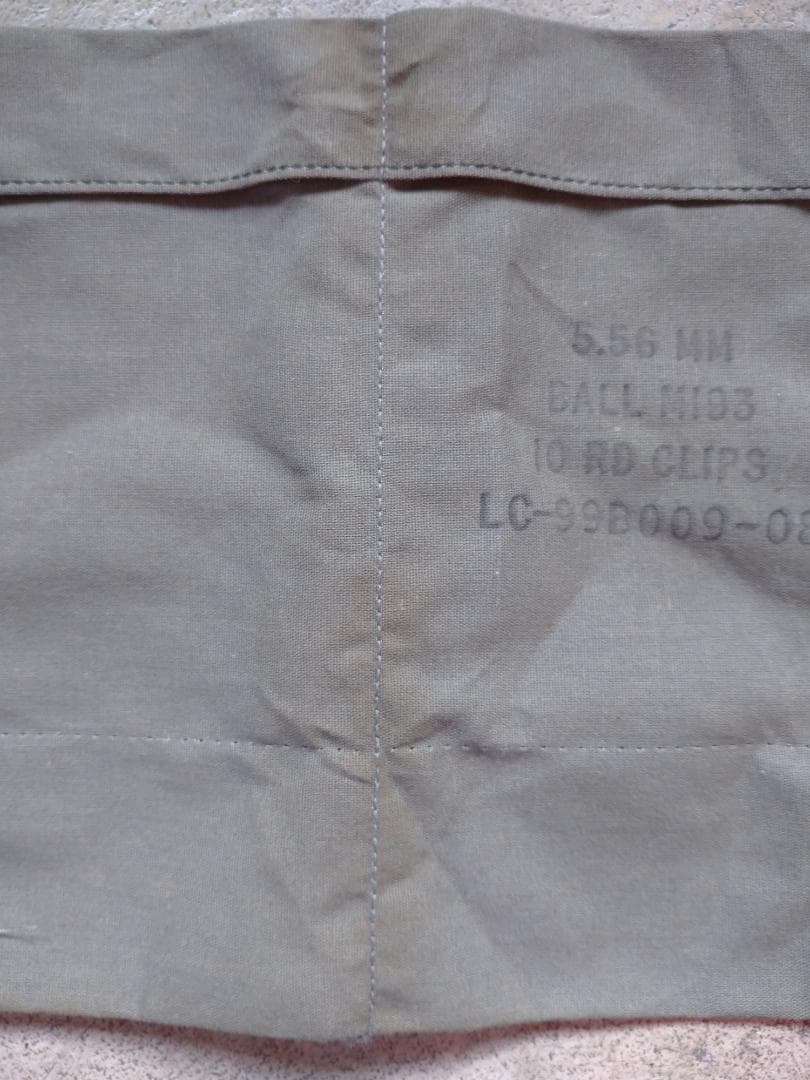 5.56 MM
BALL M193
10 RD CLIPS
LC-99B009-08